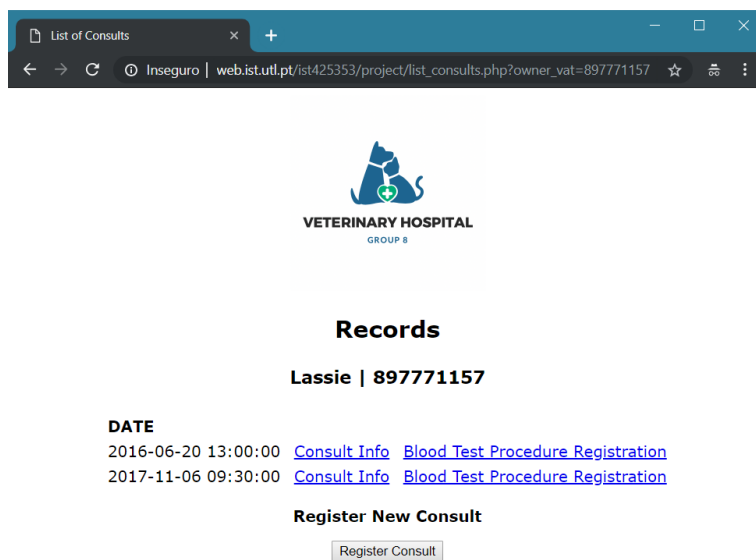 List of Consults
Inseguro | web.ist.utl.pt/ist425353/project/list_consults.php?owner_vat=897771157
VETERINARY HOSPITAL
GROUP 8
Records
Lassie | 897771157
DATE
2016-06-20 13:00:00 Consult Info Blood Test Procedure Registration
2017-11-06 09:30:00 Consult Info Blood Test Procedure Registration
Register New Consult
Register Consult